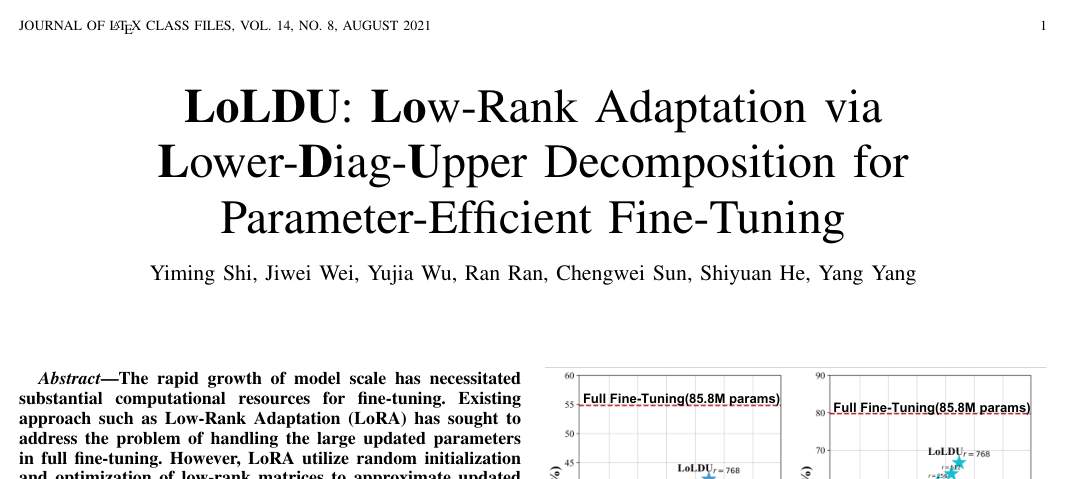 JOURNAL OF LATEX CLASS FILES, VOL. 14, NO. 8, AUGUST 2021
1
LoLDU: Low-Rank Adaptation via
Lower-Diag-Upper Decomposition for
Parameter-Efficient Fine-Tuning
Yiming Shi, Jiwei Wei, Yujia Wu, Ran Ran, Chengwei Sun, Shiyuan He, Yang Yang
Abstract—The rapid growth of model scale has necessitated
substantial computational resources for fine-tuning. Existing
approach such as Low-Rank Adaptation (LoRA) has sought to
address the problem of handling the large updated parameters
in full fine-tuning. However, LoRA utilize random initialization
and optimization of low-rank matrices to approximate updated
60
Full Fine-Tuning(85.8M params)
55
50
45
LoLDUr = 768
90
Full Fine-Tuning(85.8M params)
80
70
LoLDUr = 768